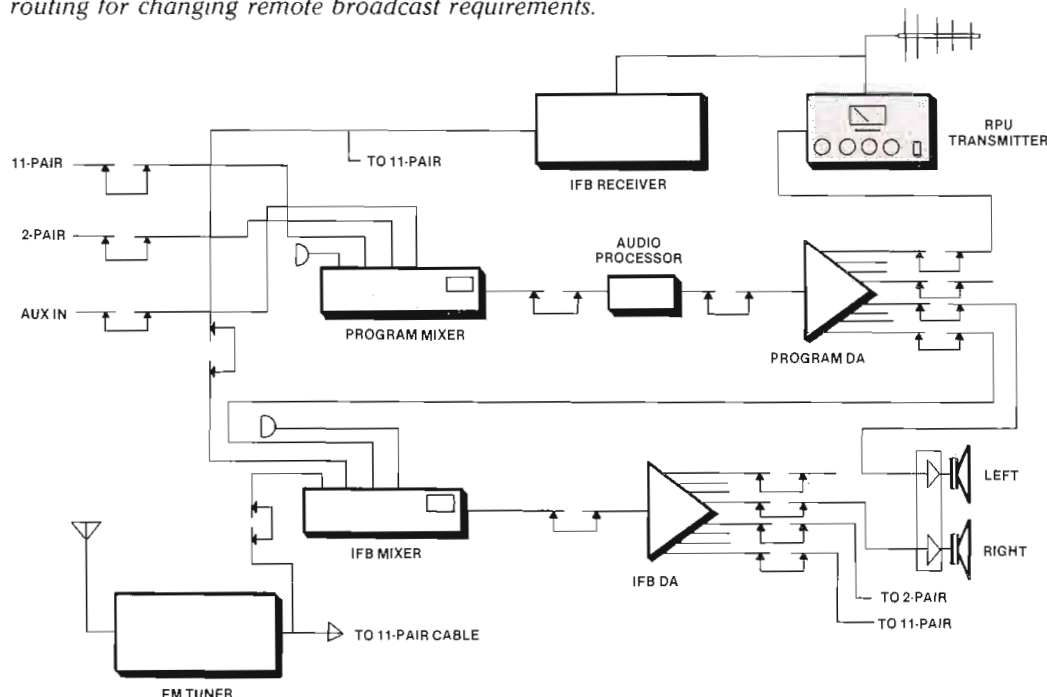 routing for changing remote broadcast requirements.
RPU
TRANSMITTER
11-PAIR
TO 11-PAIR
IFB RECEIVER
2-PAIR
AUDIO
PROCESSOR
AUX IN
PROGRAM MIXER
PROGRAM DA
LEFT
IFB MIXER
RIGHT
IFB DA
TO 2-PAIR
TO 11-PAIR
TO 11-PAIR CABLE
FM TUNER